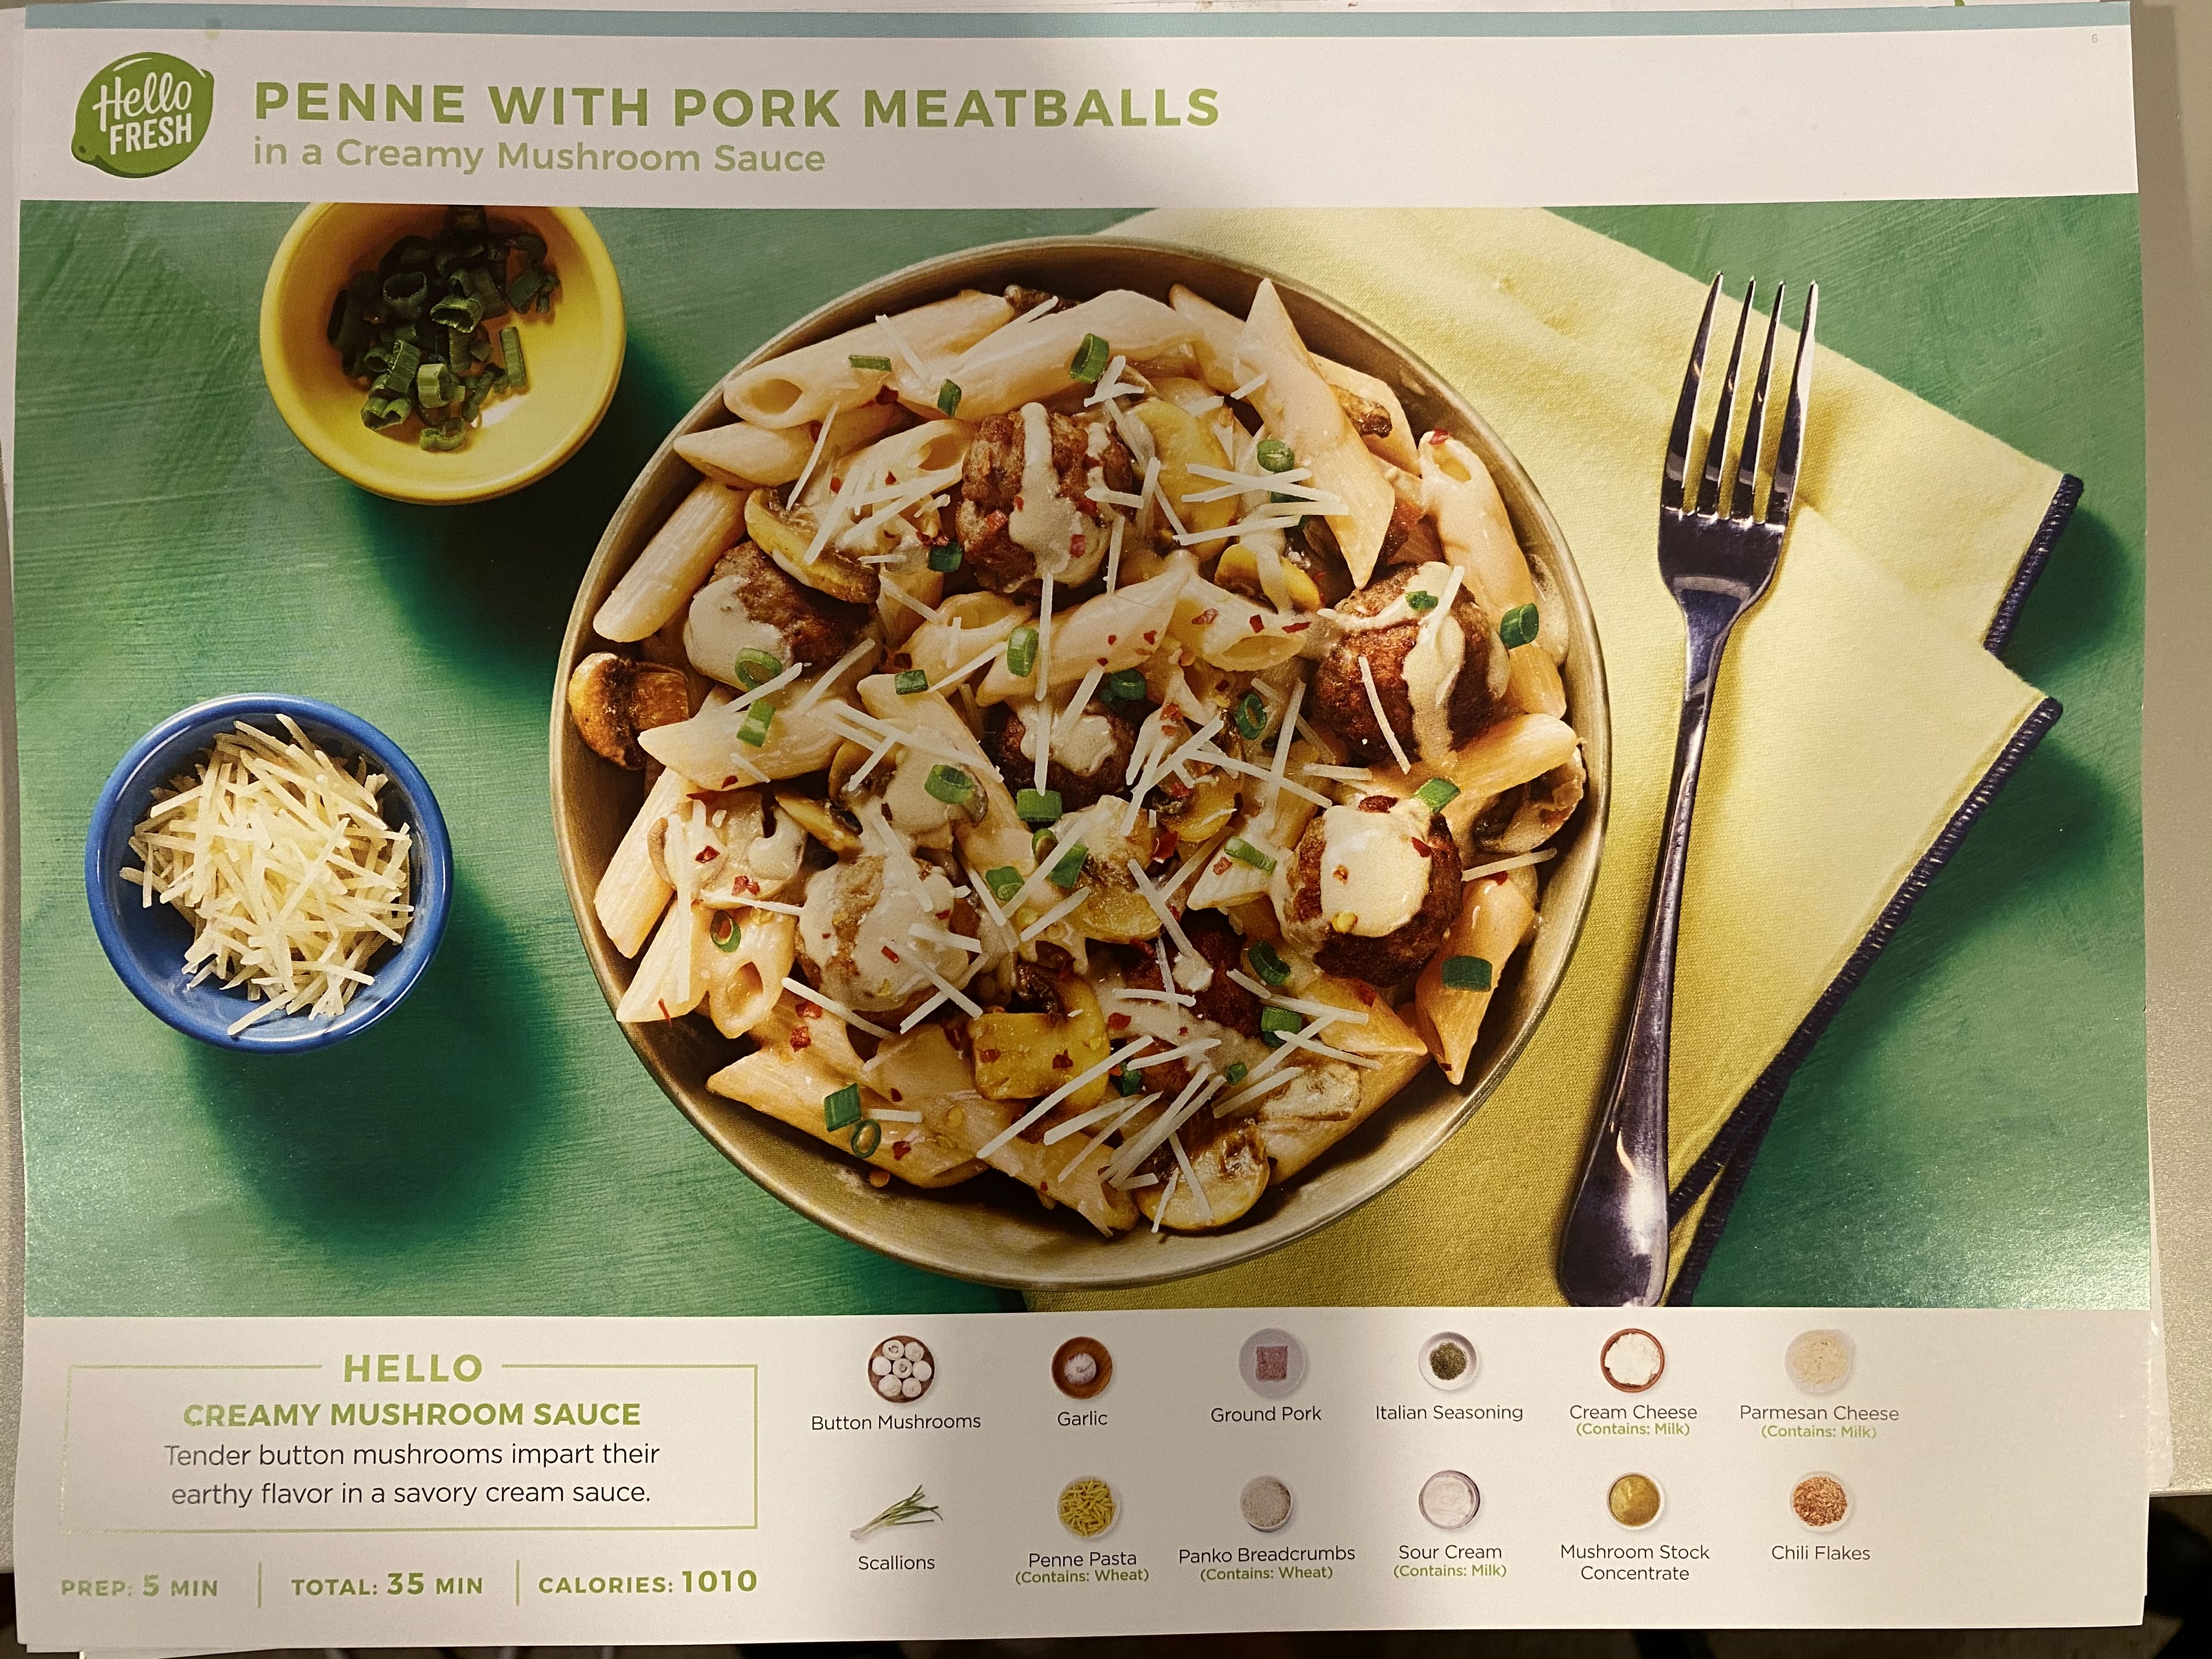 6
Hello
FRESH
PENNE WITH PORK MEATBALLS
in a Creamy Mushroom Sauce
HELLO
CREAMY MUSHROOM SAUCE
Tender button mushrooms impart their
earthy flavor in a savory cream sauce.
PREP: 5 MIN
TOTAL: 35 MIN
CALORIES: 1010
Button Mushrooms
Garlic
Ground Pork
Italian Seasoning
Cream Cheese
(Contains: Milk)
Parmesan Cheese
(Contains: Milk)
Scallions
Penne Pasta
(Contains: Wheat)
Panko Breadcrumbs
(Contains: Wheat)
Sour Cream
(Contains: Milk)
Mushroom Stock
Concentrate
Chili Flakes